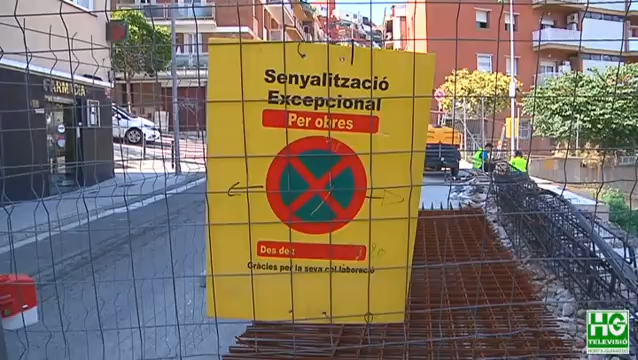 FARMACIA
Senyalització
Excepcional
Per obres
Des de:
Gràcies per la seva col·laboració
HG
TELEVISIÓ